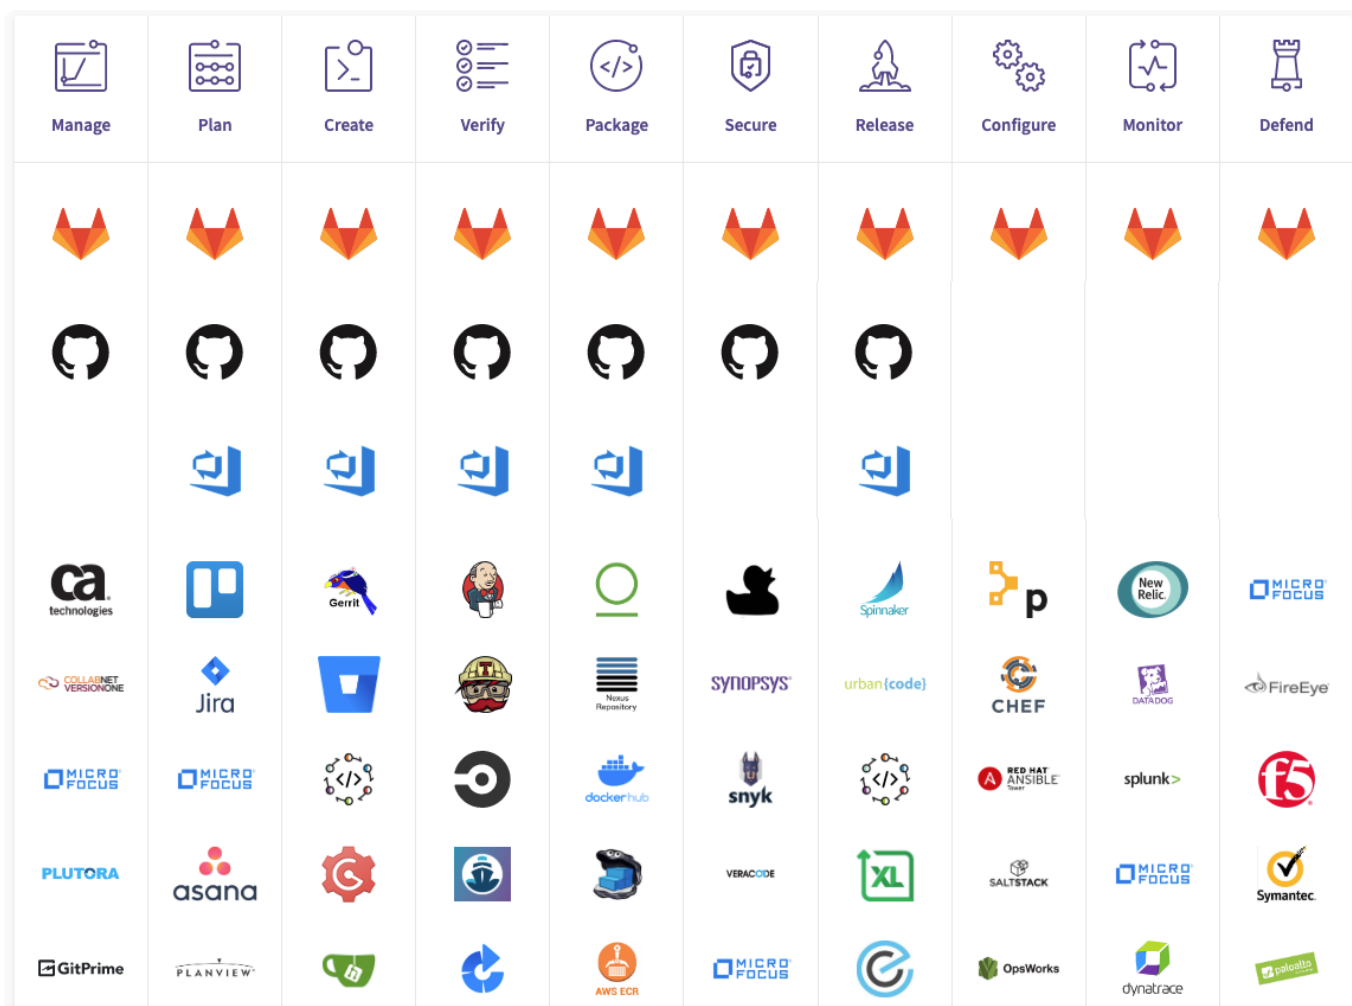 Manage Plan Create Verify Package Secure Release Configure Monitor Defend
ca
technologies
Gerrit
Spinnaker
p
New
Relic.
MICRO
FOCUS
COLLABNET
VERSIONONE
Jira
T
Nexus
Repository
SYNOPSYS
urban{code}
CHEF
DATADOG
FireEye
MICRO
FOCUS
MICRO
FOCUS
</>
dockerhub
snyk
</>
A RED HAT
ANSIBLE
Tower
splunk>
f5
PLUTORA
asana
G
VERACODE
XL
SALTSTACK
MICRO
FOCUS
Symantec.
GitPrime
PLANVIEW
AWS ECR
MICRO
FOCUS
OpsWorks
dynatrace
paloalto